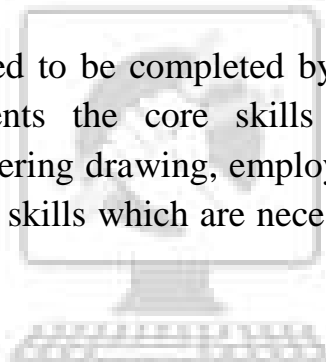 ed to be completed by
ents the core skills
ering drawing, employ
skills which are nece